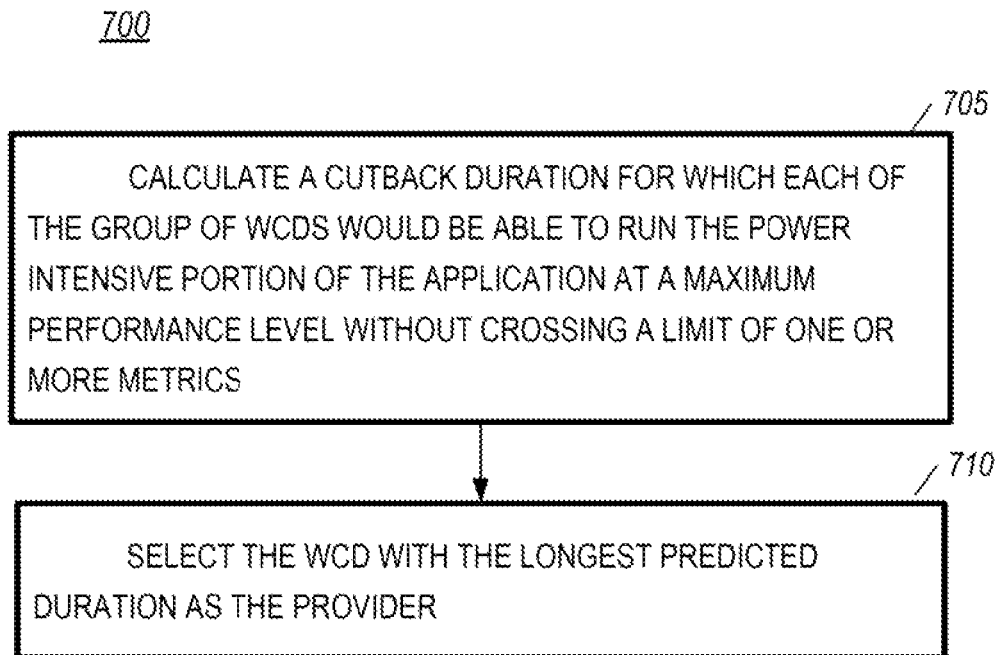 700
705
CALCULATE A CUTBACK DURATION FOR WHICH EACH OF
THE GROUP OF WCDS WOULD BE ABLE TO RUN THE POWER
INTENSIVE PORTION OF THE APPLICATION AT A MAXIMUM
PERFORMANCE LEVEL WITHOUT CROSSING A LIMIT OF ONE OR
MORE METRICS
710
SELECT THE WCD WITH THE LONGEST PREDICTED
DURATION AS THE PROVIDER